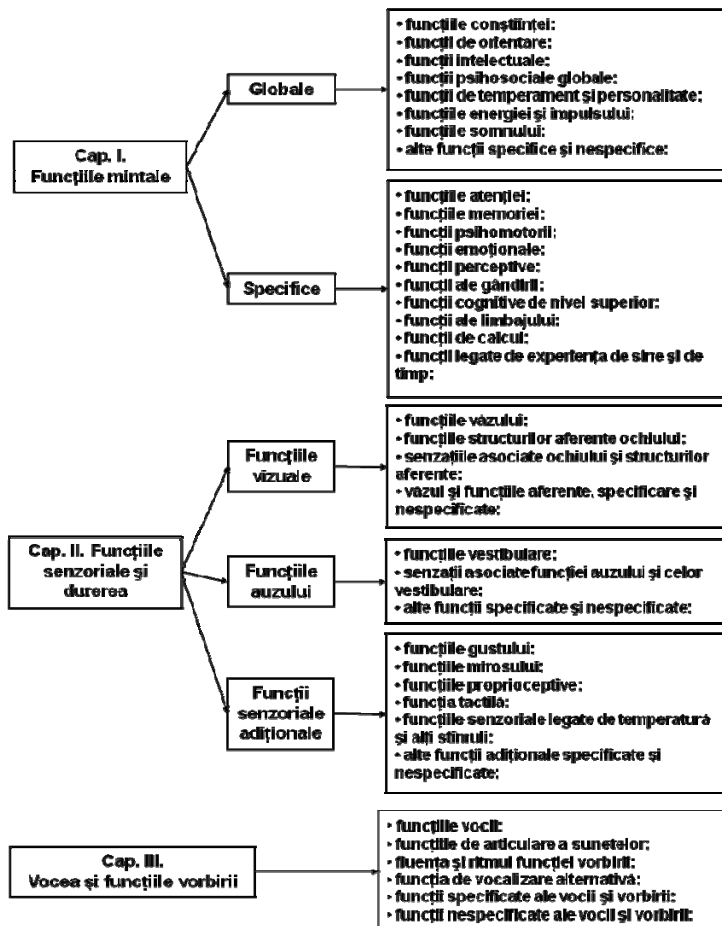 Cap. I.
Funcțiile mintale
Globale
• funcțiile conștiinței;
• funcții de orientare;
• funcții intelectuale;
• funcții psihosociale globale;
• funcții de temperament și personalitate;
• funcțiile energiei și impulsului;
• funcțiile somnului;
• alte funcții specifice și nespecifice;
Specifice
• funcțiile atenției;
• funcțiile memoriei;
• funcții psihomotorii;
• funcții emoționale;
• funcții perceptive;
• funcții ale gândirii;
• funcții cognitive de nivel superior;
• funcții ale limbajului;
• funcții de calcul;
• funcții legate de experiența de sine și de
timp;
Cap. II. Funcțiile
senzoriale și
durerea
Funcțiile
vizuale
• funcțiile văzului;
• funcțiile structurilor aferente ochiului;
• senzațiile asociate ochiului și structurilor
aferente;
• văzul și funcțiile aferente, specificare și
nespecificate;
Funcțiile
auzului
• funcțiile vestibulare;
• senzații asociate funcției auzului și celor
vestibulare;
• alte funcții specificate și nespecificate;
Funcții
senzoriale
adiționale
• funcțiile gustului;
• funcțiile mirosului;
• funcțiile proprioceptive;
• funcția tactilă;
• funcțiile senzoriale legate de temperatură
și alți stimuli;
• alte funcții adiționale specificate și
nespecificate;
Cap. III.
Vocea și funcțiile vorbirii
• funcțiile vocii;
• funcțiile de articulare a sunetelor;
• fluența și ritmul funcției vorbirii;
• funcția de vocalizare alternativă;
• funcții specificate ale vocii și vorbirii;
• funcții nespecificate ale vocii și vorbirii;